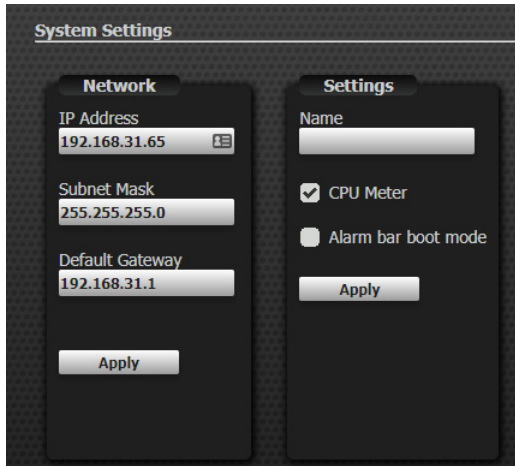 System Settings
Network
IP Address
192.168.31.65
Subnet Mask
255.255.255.0
Default Gateway
192.168.31.1
Apply
Settings
Name
CPU Meter
Alarm bar boot mode
Apply